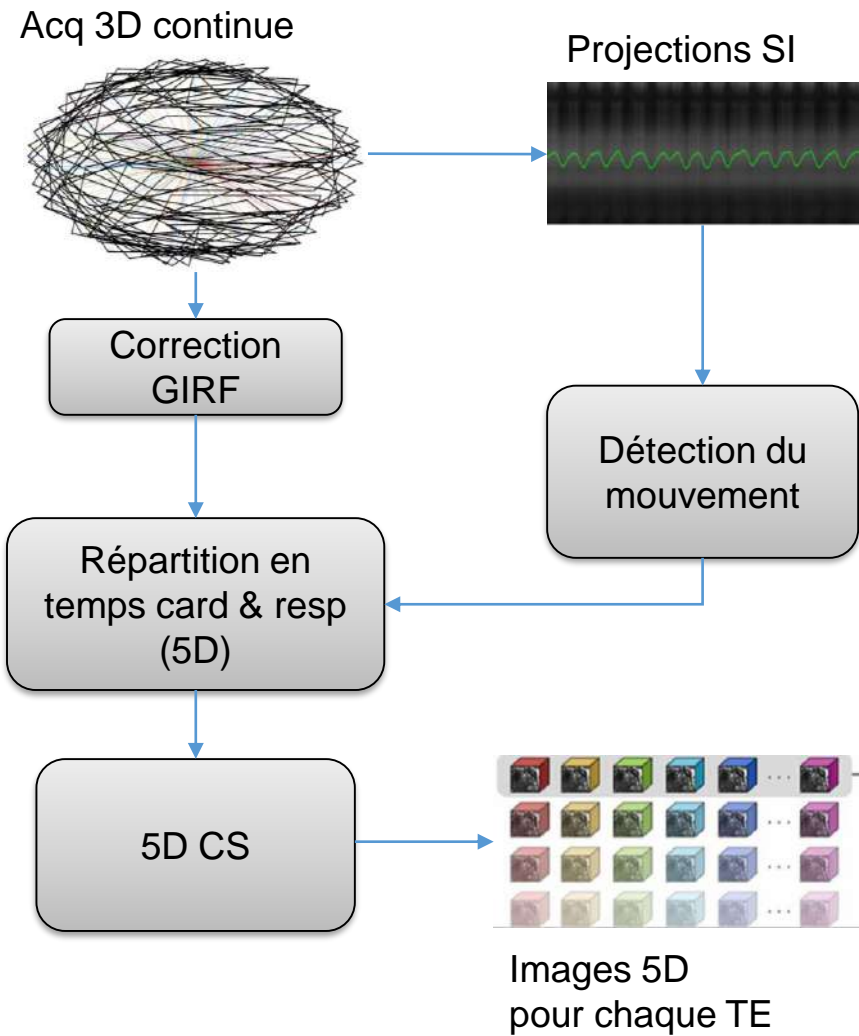 Acq 3D continue
Projections SI
Correction
GIRF
Détection du
mouvement
Répartition en
temps card & resp
(5D)
5D CS
Images 5D
pour chaque TE